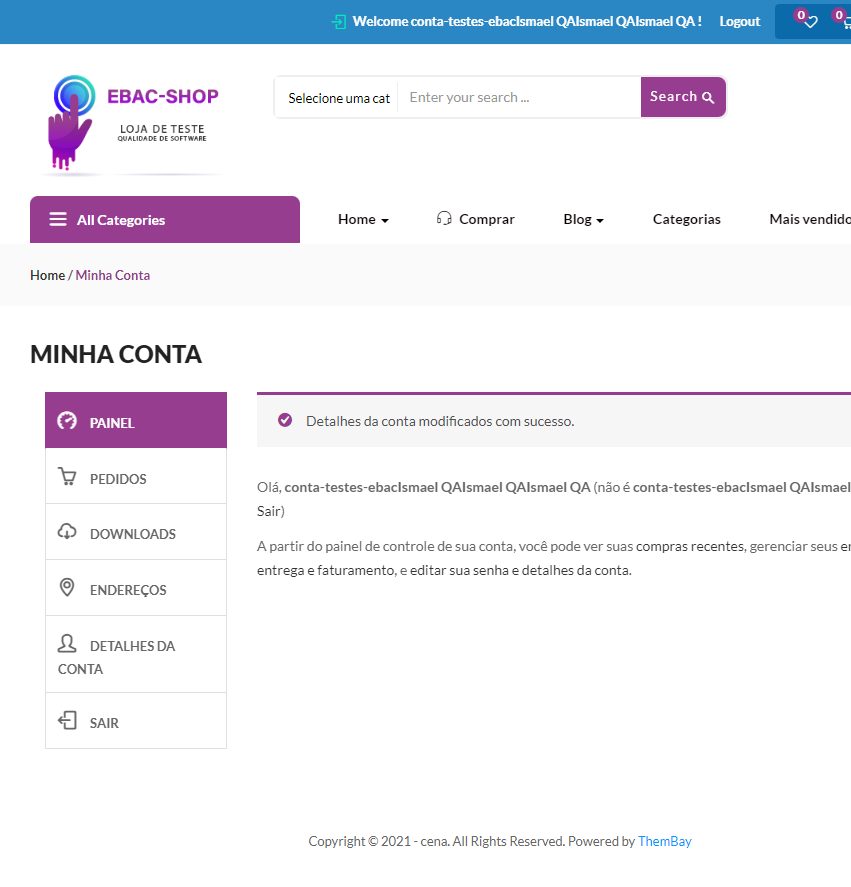 Welcome conta-testes-ebacIsmael QAIsmael QAIsmael QA ! Logout 0 0
EBAC-SHOP
LOJA DE TESTE
QUALIDADE DE SOFTWARE
Selecione uma cat Enter your search ... Search
All Categories Home Comprar Blog Categorias Mais vendido
Home / Minha Conta
MINHA CONTA
PAINEL
PEDIDOS
DOWNLOADS
ENDEREÇOS
DETALHES DA
CONTA
SAIR
Detalhes da conta modificados com sucesso.
Olá, conta-testes-ebacIsmael QAIsmael QAIsmael QA (não é conta-testes-ebacIsmael QAIsmael
Sair)
A partir do painel de controle de sua conta, você pode ver suas compras recentes, gerenciar seus
entrega e faturamento, e editar sua senha e detalhes da conta.
Copyright © 2021 - cena. All Rights Reserved. Powered by ThemBay